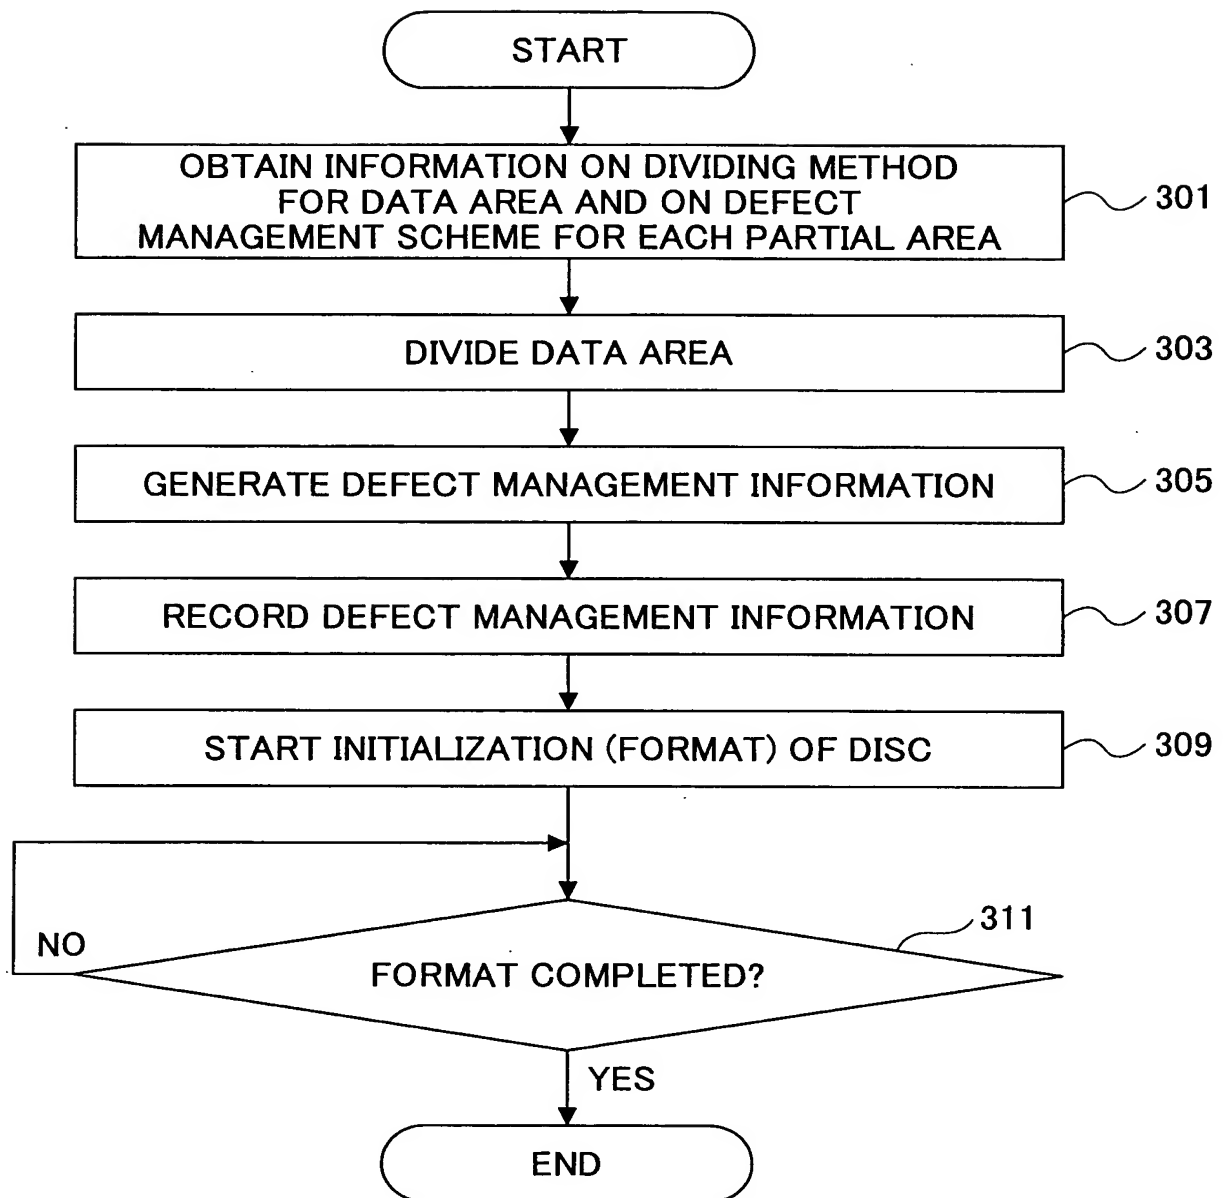 START
OBTAIN INFORMATION ON DIVIDING METHOD
FOR DATA AREA AND ON DEFECT
MANAGEMENT SCHEME FOR EACH PARTIAL AREA
301
DIVIDE DATA AREA
303
GENERATE DEFECT MANAGEMENT INFORMATION
305
RECORD DEFECT MANAGEMENT INFORMATION
307
START INITIALIZATION (FORMAT) OF DISC
309
311
NO
FORMAT COMPLETED?
YES
END